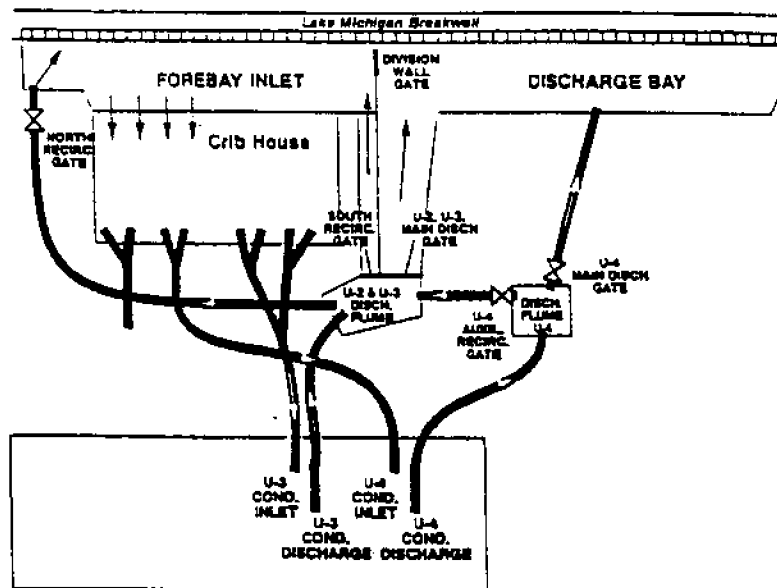 Lake Michigan Breakwall
DIVISION
WALL
GATE
FOREBAY INLET
DISCHARGE BAY
Crib House
NORTH
RECIRC.
GATE
SOUTH
RECIRC.
GATE
U-2, U-3,
MAIN DISCH
GATE
U-4
MAIN DISCH
GATE
U-2 & U-3
DISCH.
FLUME
DISCH.
FLUME
U-4
U-4
AUXIL.
RECIRC.
GATE
U-3
COND.
INLET
U-4
COND.
INLET
U-3
COND.
DISCHARGE
U-4
COND.
DISCHARGE